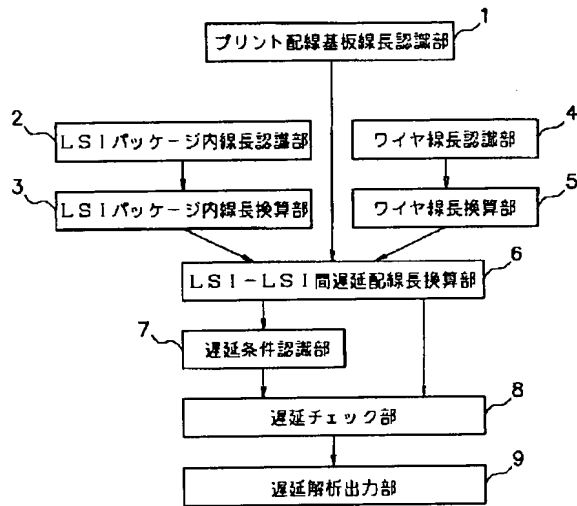 1
プリント配線基板線長認識部
2
LSIパッケージ内線長認識部
4
ワイヤ線長認識部
3
LSIパッケージ内線長換算部
5
ワイヤ線長換算部
6
LSI-LSI間遅延配線長換算部
7
遅延条件認識部
8
遅延チェック部
9
遅延解析出力部